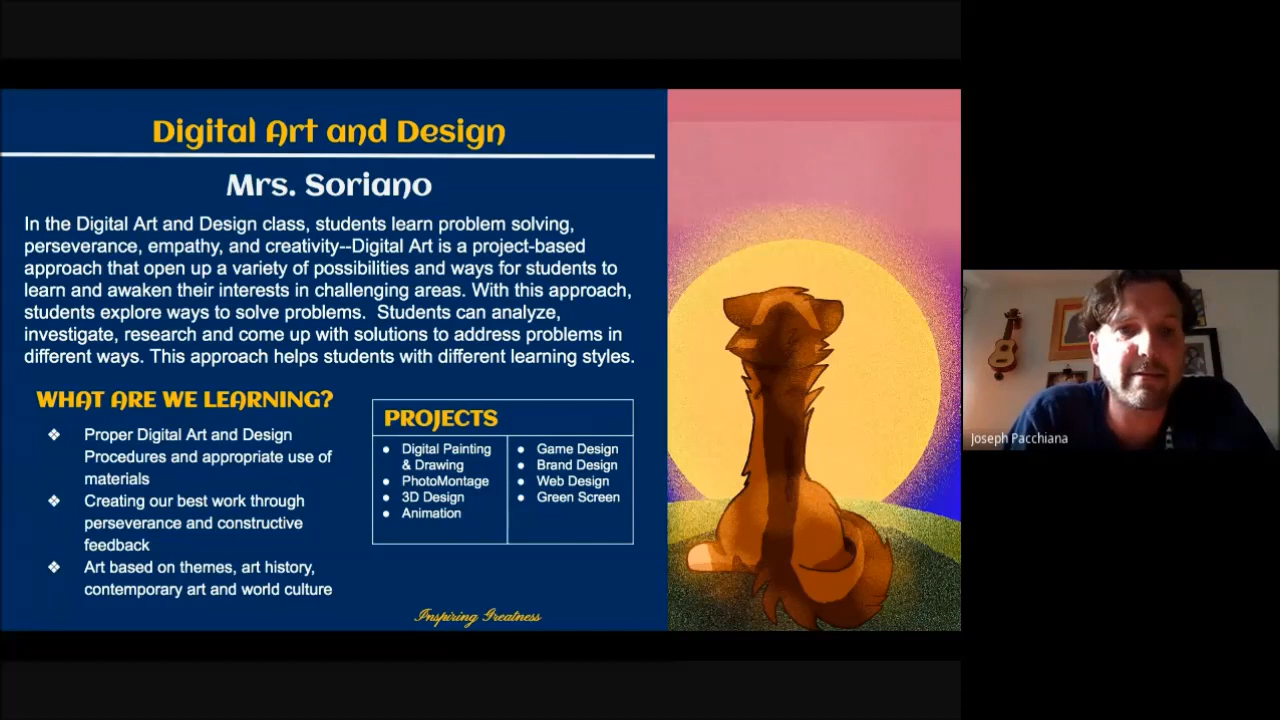 Digital Art and Design
Mrs. Soriano
In the Digital Art and Design class, students learn problem solving,
perseverance, empathy, and creativity--Digital Art is a project-based
approach that open up a variety of possibilities and ways for students to
learn and awaken their interests in challenging areas. With this approach,
students explore ways to solve problems. Students can analyze,
investigate, research and come up with solutions to address problems in
different ways. This approach helps students with different learning styles.
WHAT ARE WE LEARNING?
❖ Proper Digital Art and Design
Procedures and appropriate use of
materials
❖ Creating our best work through
perseverance and constructive
feedback
❖ Art based on themes, art history,
contemporary art and world culture
PROJECTS
● Digital Painting
& Drawing
● PhotoMontage
● 3D Design
● Animation
● Game Design
● Brand Design
● Web Design
● Green Screen
Inspiring Greatness
Joseph Pacchiana